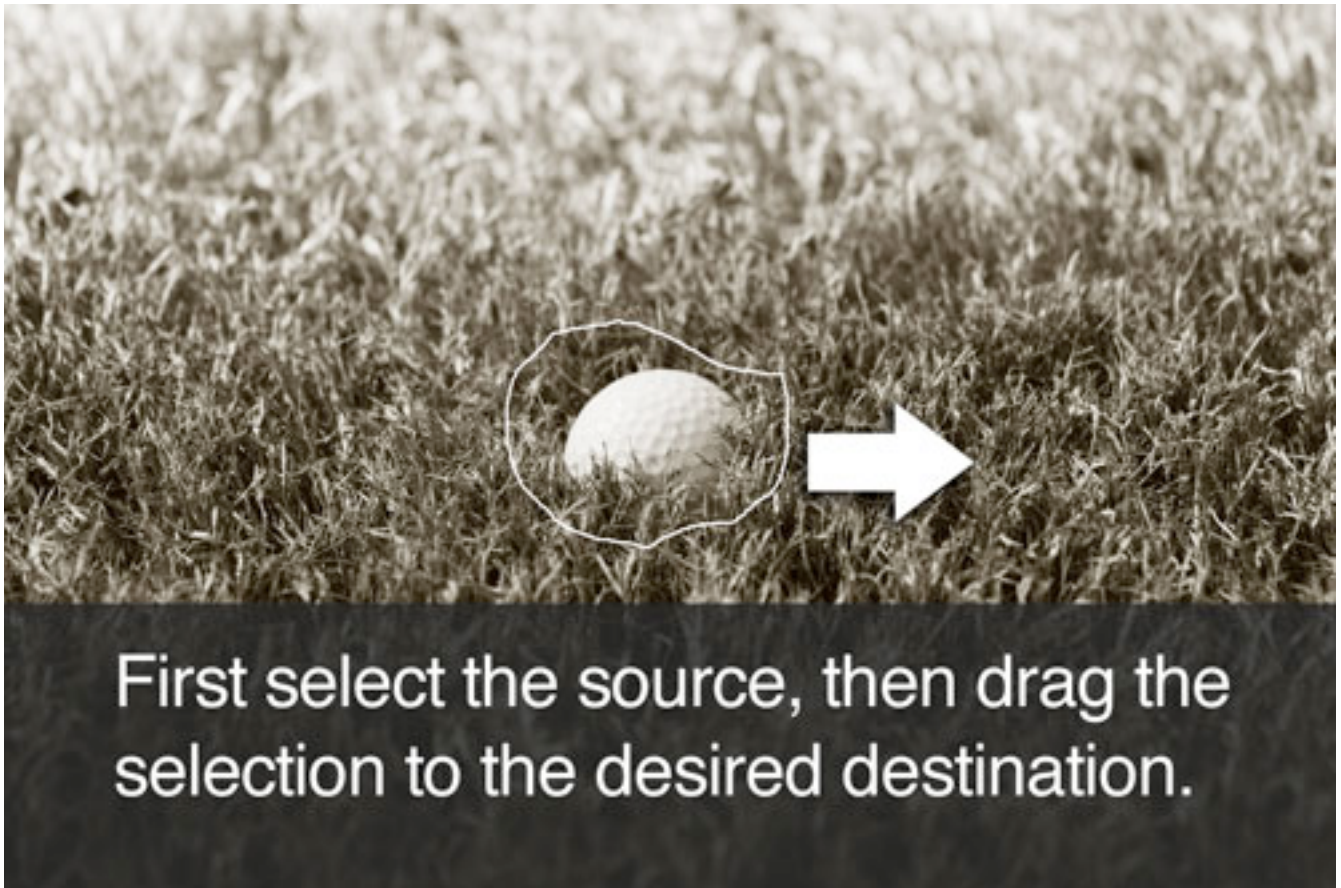 First select the source, then drag the
selection to the desired destination.